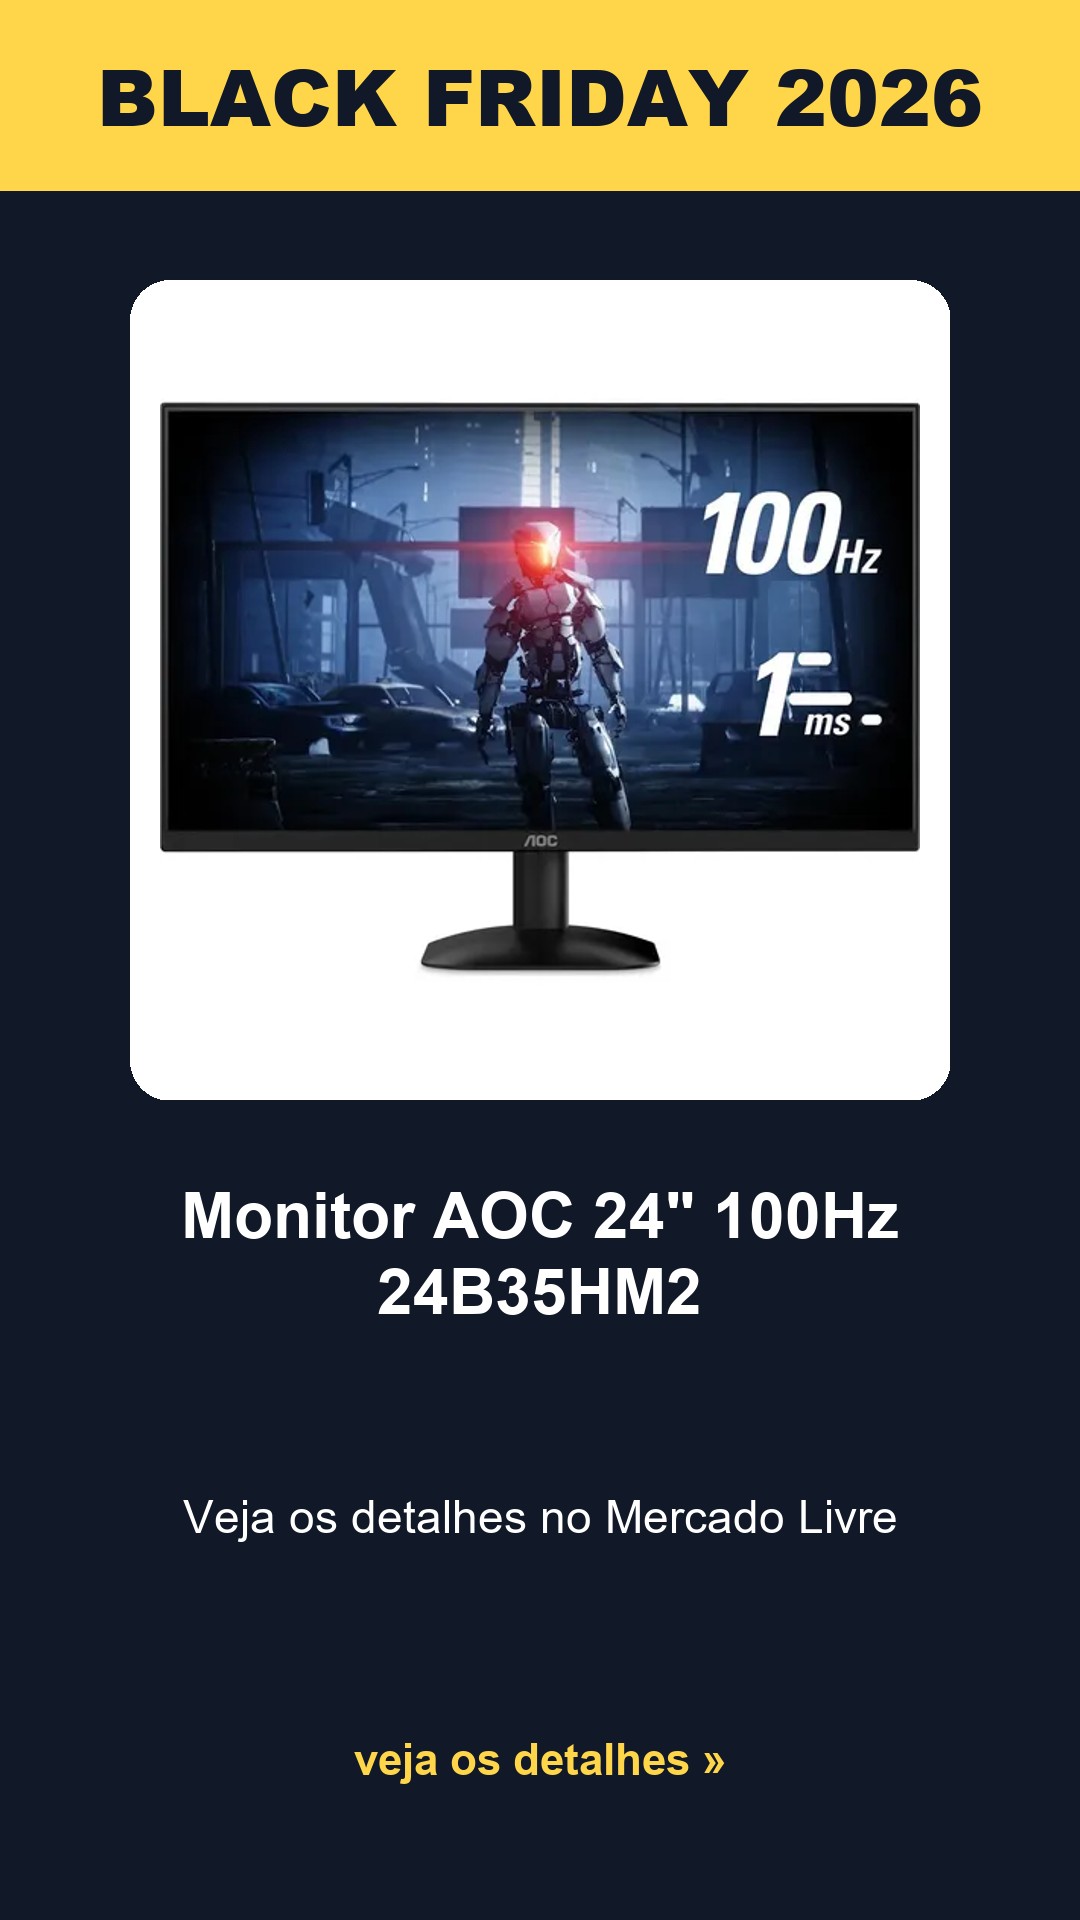 BLACK FRIDAY 2026
100Hz
1ms
AOC
Monitor AOC 24" 100Hz
24B35HM2
Veja os detalhes no Mercado Livre
veja os detalhes »